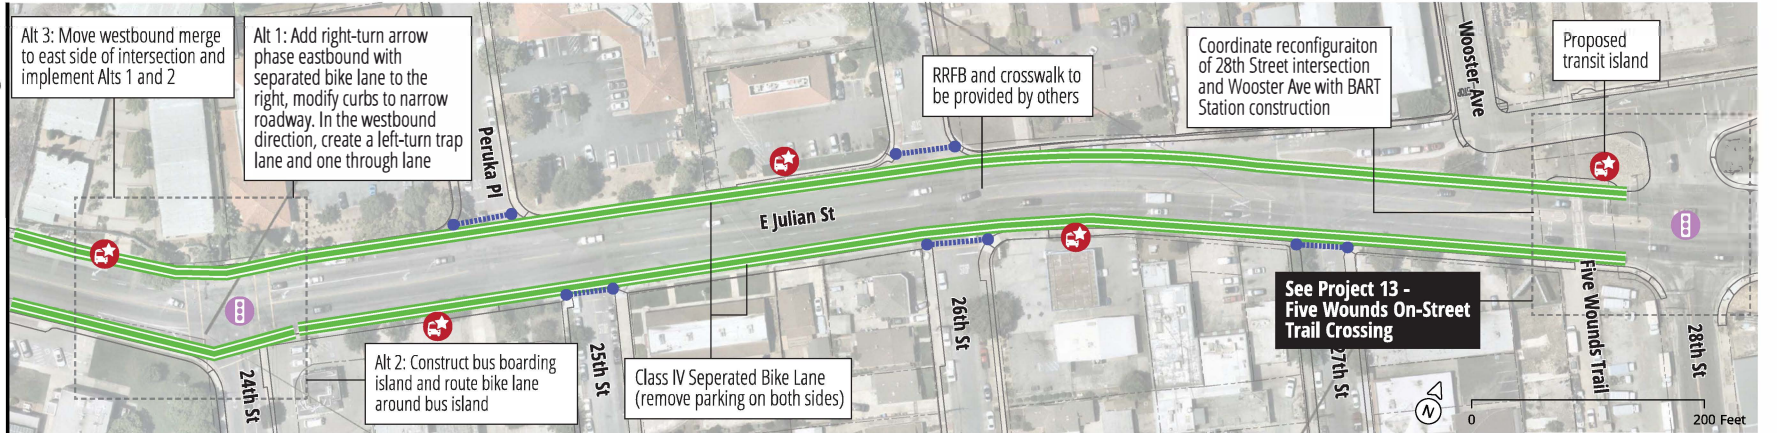 Alt 3: Move westbound merge
to east side of intersection and
implement Alts 1 and 2
Alt 1: Add right-turn arrow
phase eastbound with
separated bike lane to the
right, modify curbs to narrow
roadway. In the westbound
direction, create a left-turn trap
lane and one through lane
Peruka Pl
RRFB and crosswalk to
be provided by others
Coordinate reconfiguraiton
of 28th Street intersection
and Wooster Ave with BART
Station construction
Wooster Ave
Proposed
transit island
E Julian St
24th St
Alt 2: Construct bus boarding
island and route bike lane
around bus island
25th St
Class IV Seperated Bike Lane
(remove parking on both sides)
26th St
See Project 13 -
Five Wounds On-Street
Trail Crossing
27th St
Five Wounds Trail
28th St
N
0
200 Feet